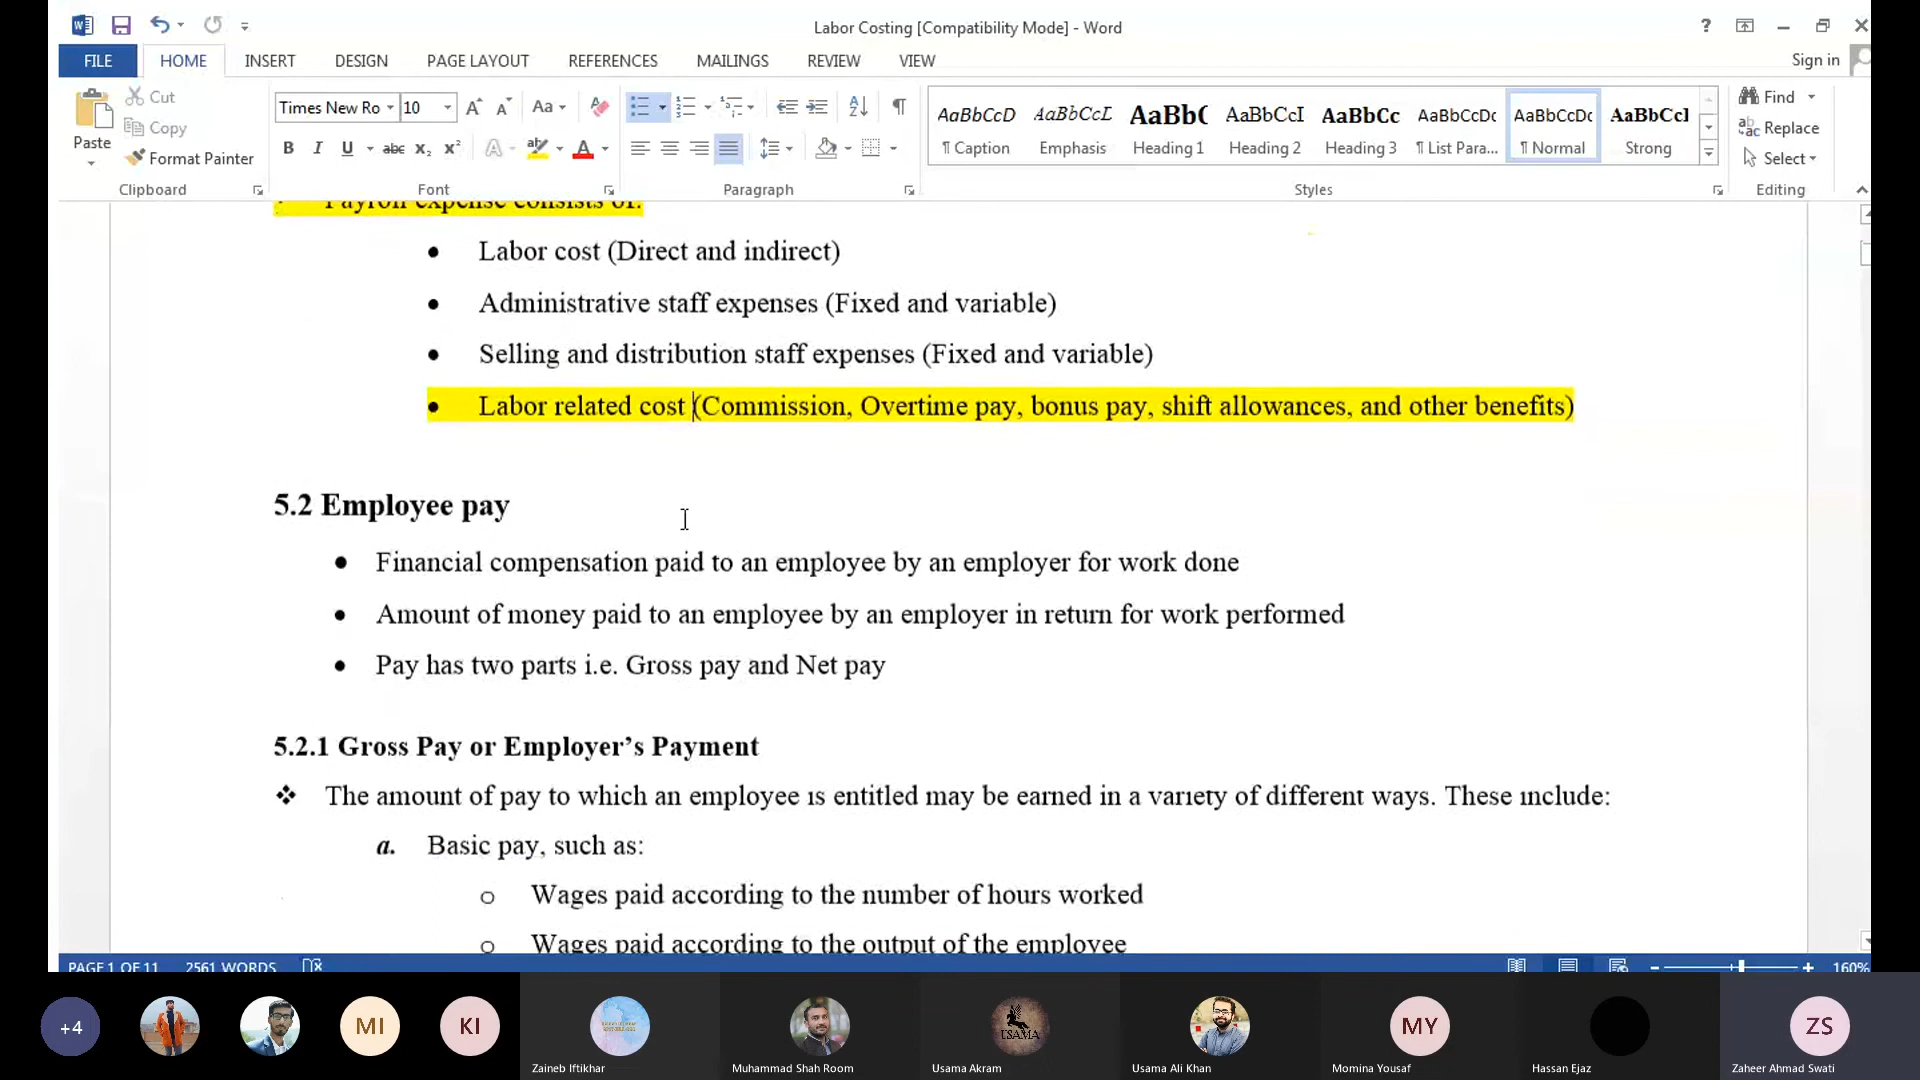 Labor Costing [Compatibility Mode] - Word
?
Sign in
FILE HOME INSERT DESIGN PAGE LAYOUT REFERENCES MAILINGS REVIEW VIEW
Paste
Cut
Copy
Format Painter
Clipboard
Times New Ro 10
Aa
B I U abc x₂ x²
A
Font
Paragraph
AaBbCcD AaBbCcL AaBb( AaBbCcI AaBbCc AaBbCcDc AaBbCcDc AaBbCcl
¶ Caption Emphasis Heading 1 Heading 2 Heading 3 ¶ List Para... ¶ Normal Strong
Styles
Find
Replace
Select
Editing
Payroll expense consists of:
• Labor cost (Direct and indirect)
• Administrative staff expenses (Fixed and variable)
• Selling and distribution staff expenses (Fixed and variable)
• Labor related cost (Commission, Overtime pay, bonus pay, shift allowances, and other benefits)
5.2 Employee pay
• Financial compensation paid to an employee by an employer for work done
• Amount of money paid to an employee by an employer in return for work performed
• Pay has two parts i.e. Gross pay and Net pay
5.2.1 Gross Pay or Employer’s Payment
❖ The amount of pay to which an employee is entitled may be earned in a variety of different ways. These include:
a. Basic pay, such as:
o Wages paid according to the number of hours worked
o Wages paid according to the output of the employee
PAGE 1 OF 11 2561 WORDS 160%
+4 MI KI USAMA MY ZS
Zaineb Iftikhar Muhammad Shah Room Usama Akram Usama Ali Khan Momina Yousaf Hassan Ejaz Zaheer Ahmad Swati